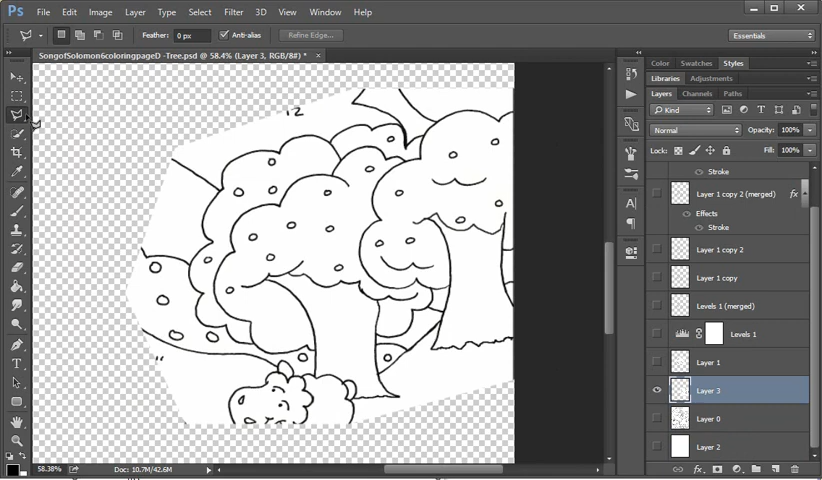 Ps File Edit Image Layer Type Select Filter 3D View Window Help
Feather: 0 px Anti-alias Refine Edge... Essentials
SongofSolomon6coloringpageD -Tree.psd @ 58.4% (Layer 3, RGB/8#) * ×
Color Swatches Styles
Libraries Adjustments
Layers Channels Paths
Kind
Normal Opacity: 100%
Lock: Fill: 100%
Stroke
Layer 1 copy 2 (merged) fx
Effects
Stroke
Layer 1 copy 2
Layer 1 copy
Levels 1 (merged)
Levels 1
Layer 1
Layer 3
Layer 0
Layer 2
12
58.38% Doc: 10.7M/42.6M